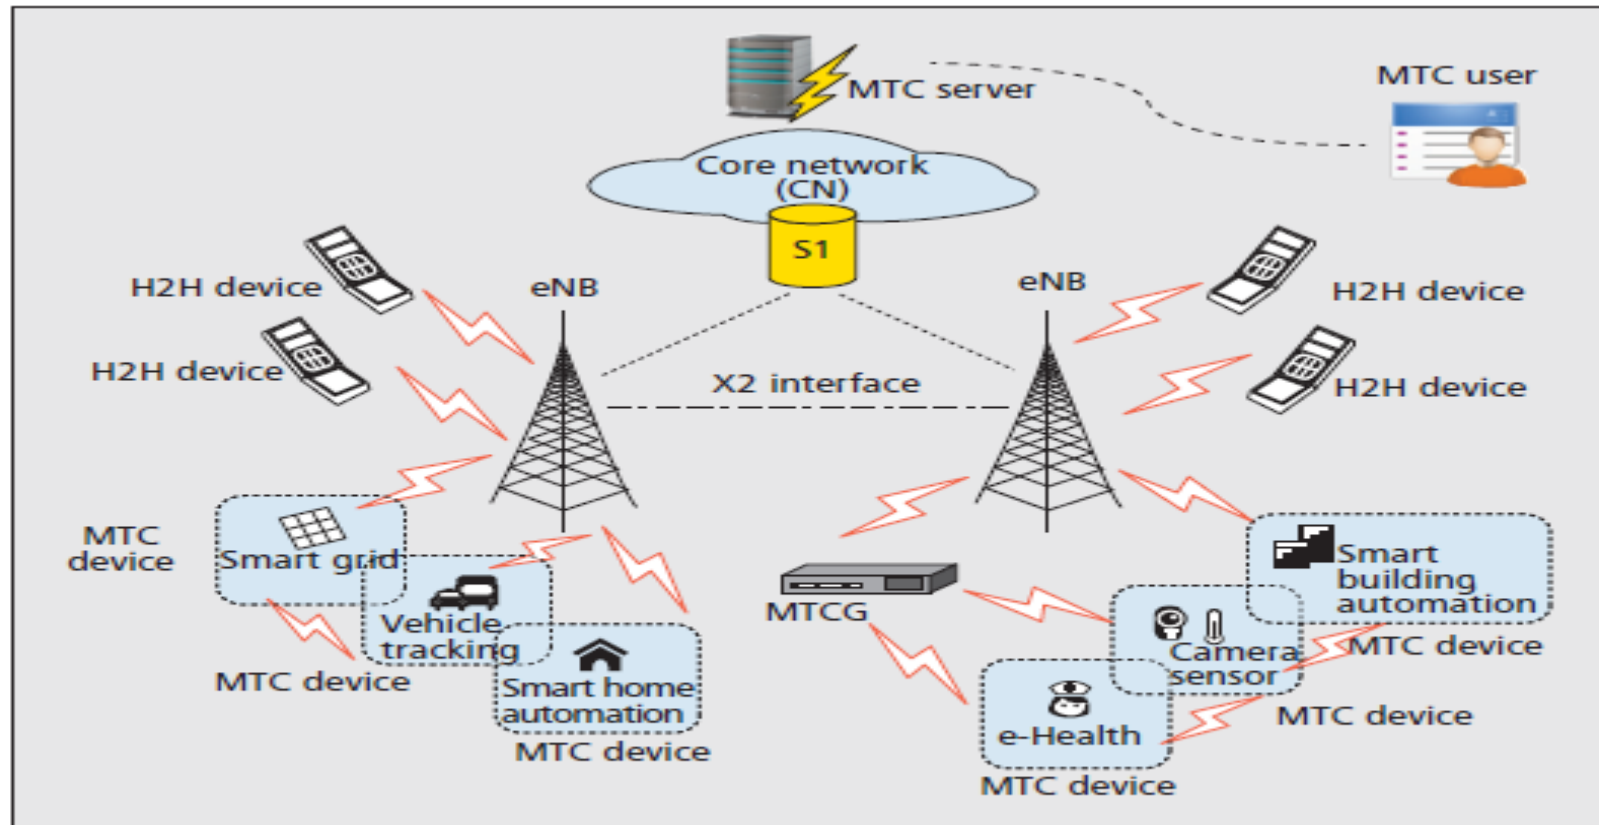 MTC server
MTC user
Core network
(CN)
S1
H2H device
eNB
eNB
H2H device
H2H device
X2 interface
H2H device
MTC
device
Smart grid
Vehicle
tracking
MTC device
Smart home
automation
MTC device
MTCG
Smart
building
automation
MTC device
Camera
sensor
MTC device
e-Health
MTC device